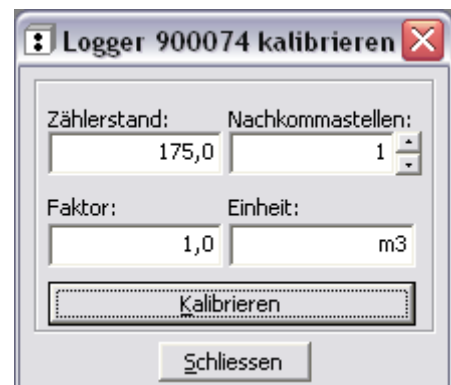 Logger 900074 kalibrieren
Zählerstand: Nachkommastellen:
175,0 1
Faktor: Einheit:
1,0 m3
Kalibrieren
Schliessen